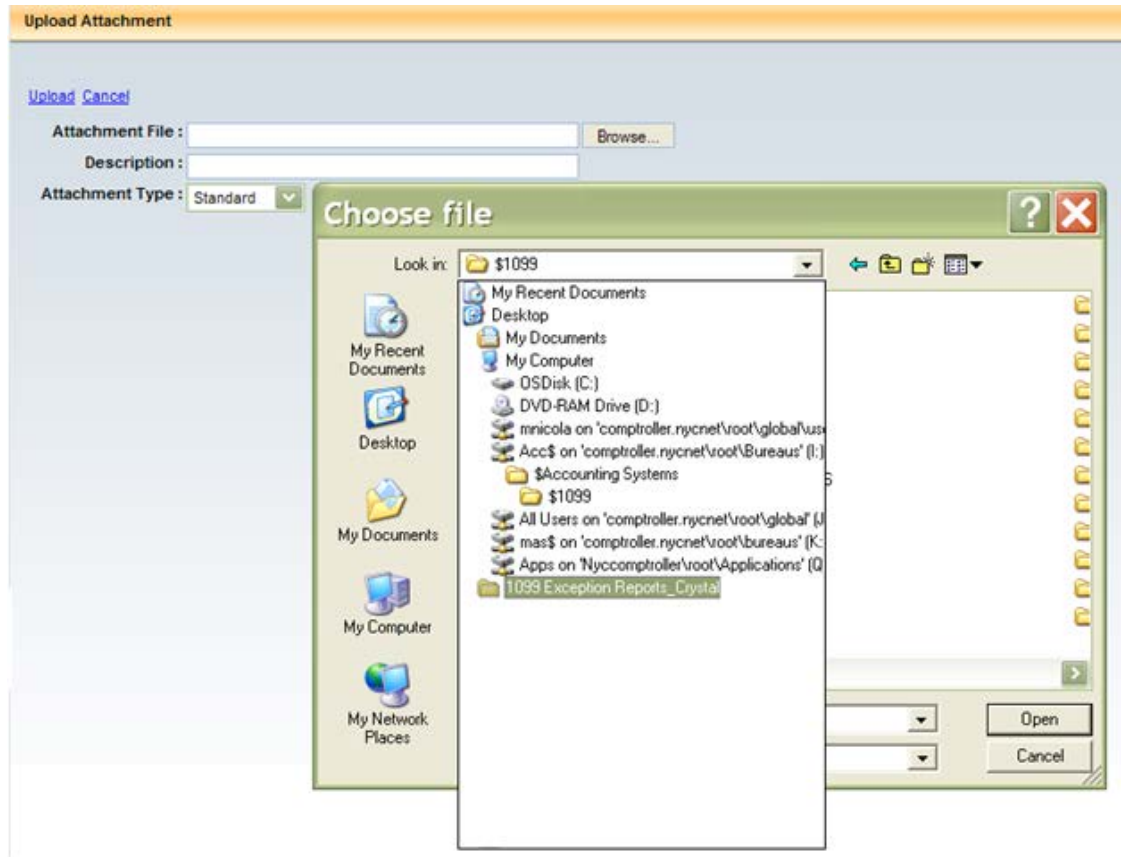 Upload Attachment
Upload Cancel
Attachment File :
Browse...
Description :
Attachment Type : Standard
Choose file
Look in: $1099
My Recent Documents
Desktop
My Documents
My Computer
OSDisk (C:)
DVD-RAM Drive (D:)
mnicola on 'comptroller.nycnet\root\global\use
Acc$ on 'comptroller.nycnet\root\Bureaus' (I:)
$Accounting Systems
$1099
All Users on 'comptroller.nycnet\root\global' (J
mas$ on 'comptroller.nycnet\root\bureaus' (K:
Apps on 'Nyccomptroller\root\Applications' (Q
1099 Exception Reports_Crystal
My Recent
Documents
Desktop
My Documents
My Computer
My Network
Places
Open
Cancel